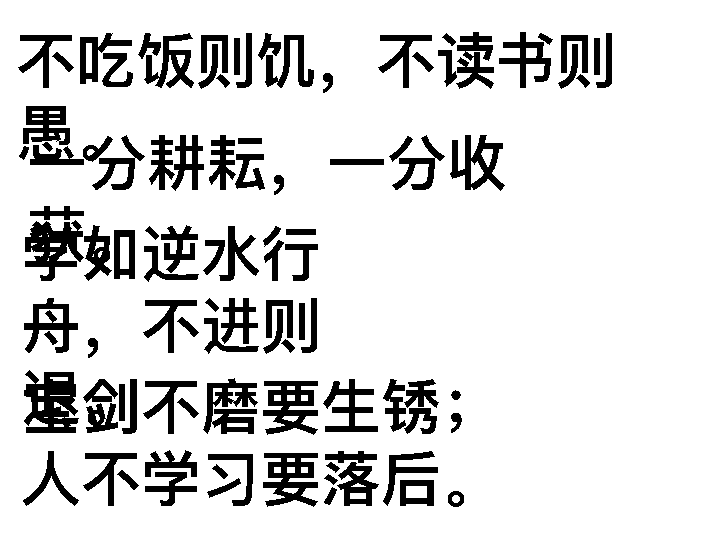 不吃饭则饥，不读书则
愚。
一分耕耘，一分收
获。
学如逆水行
舟，不进则
退。
宝剑不磨要生锈；
人不学习要落后。